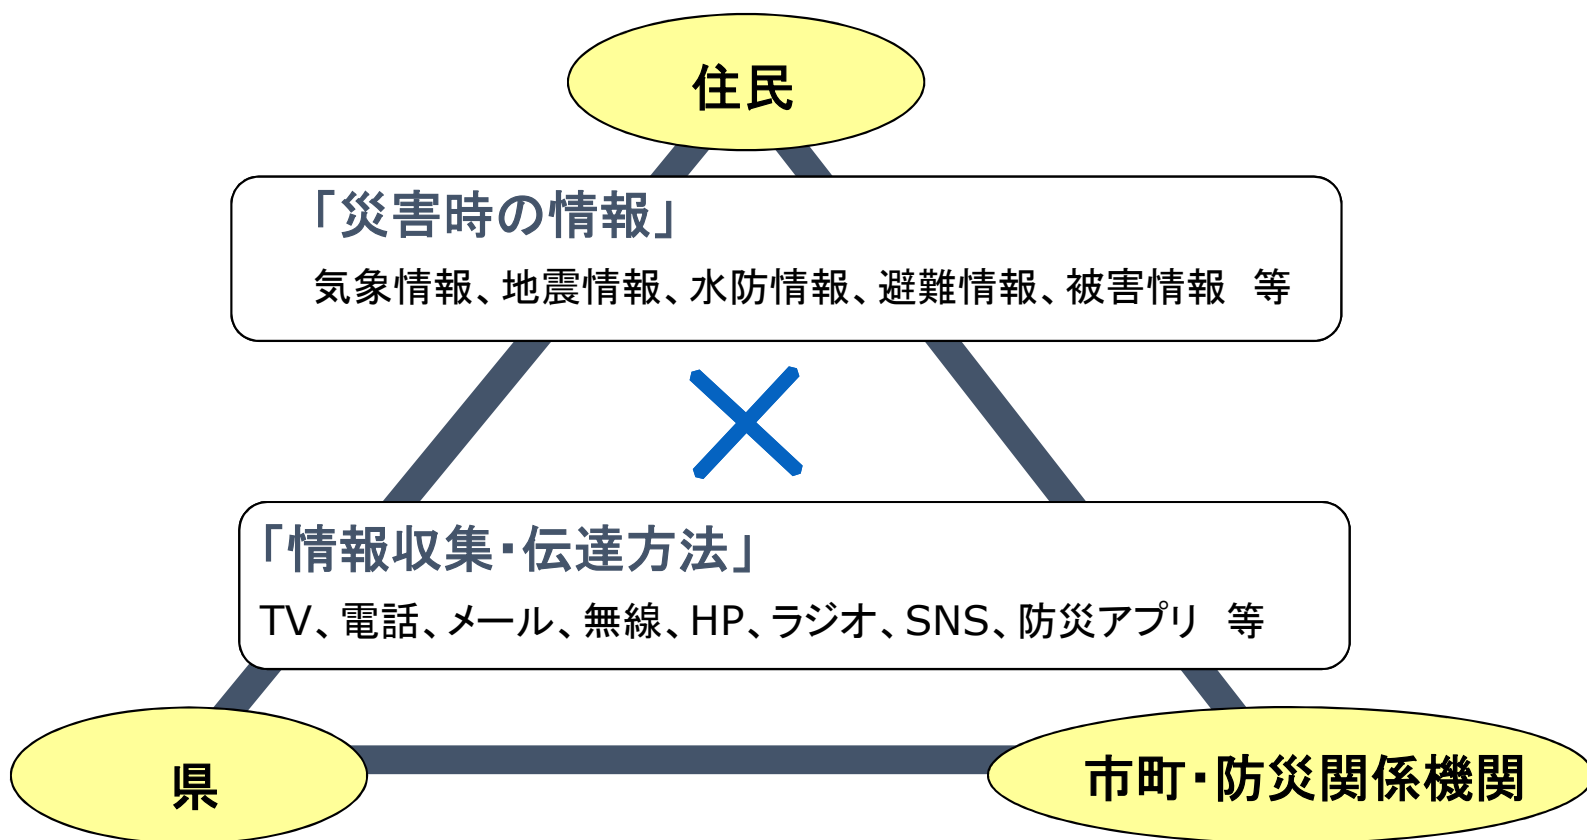 住民
「災害時の情報」
気象情報、地震情報、水防情報、避難情報、被害情報　等
「情報収集・伝達方法」
TV、電話、メール、無線、HP、ラジオ、SNS、防災アプリ　等
県
市町・防災関係機関